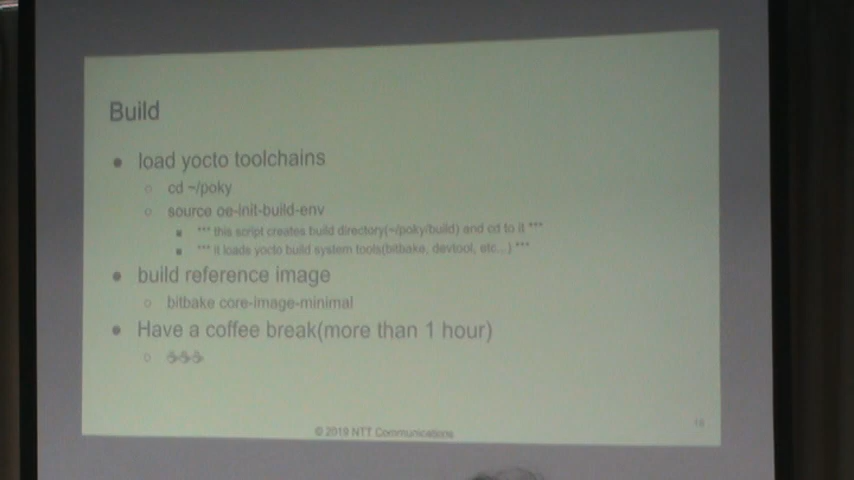 Build
● load yocto toolchains
○ cd ~/poky
○ source oe-init-build-env
■ *** this script creates build directory(~/poky/build) and cd to it ***
■ *** it loads yocto build system tools(bitbake, devtool, etc...) ***
● build reference image
○ bitbake core-image-minimal
● Have a coffee break(more than 1 hour)
○ ☕☕☕
© 2019 NTT Communications